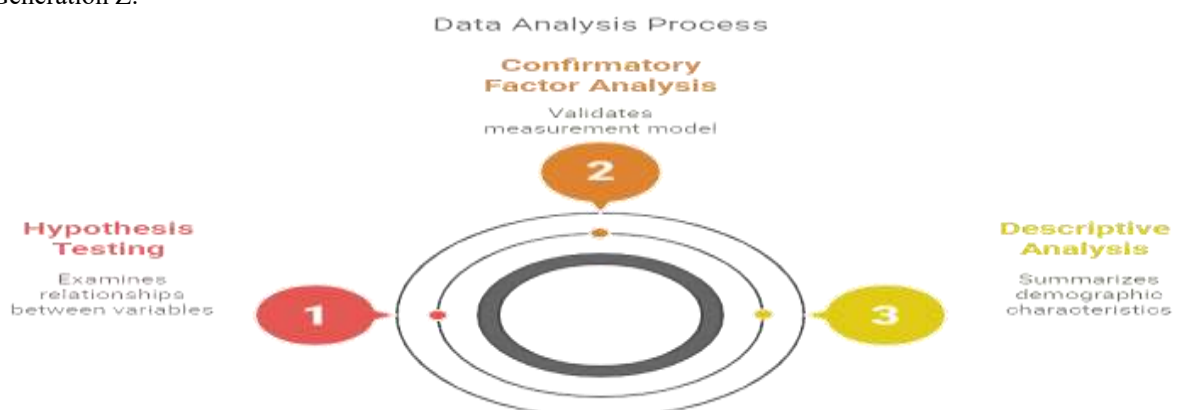 Generation Z.
Data Analysis Process
Confirmatory
Factor Analysis
Validates
measurement model
2
Hypothesis
Testing
Examines
relationships
between variables
1
Descriptive
Analysis
Summarizes
demographic
characteristics
3